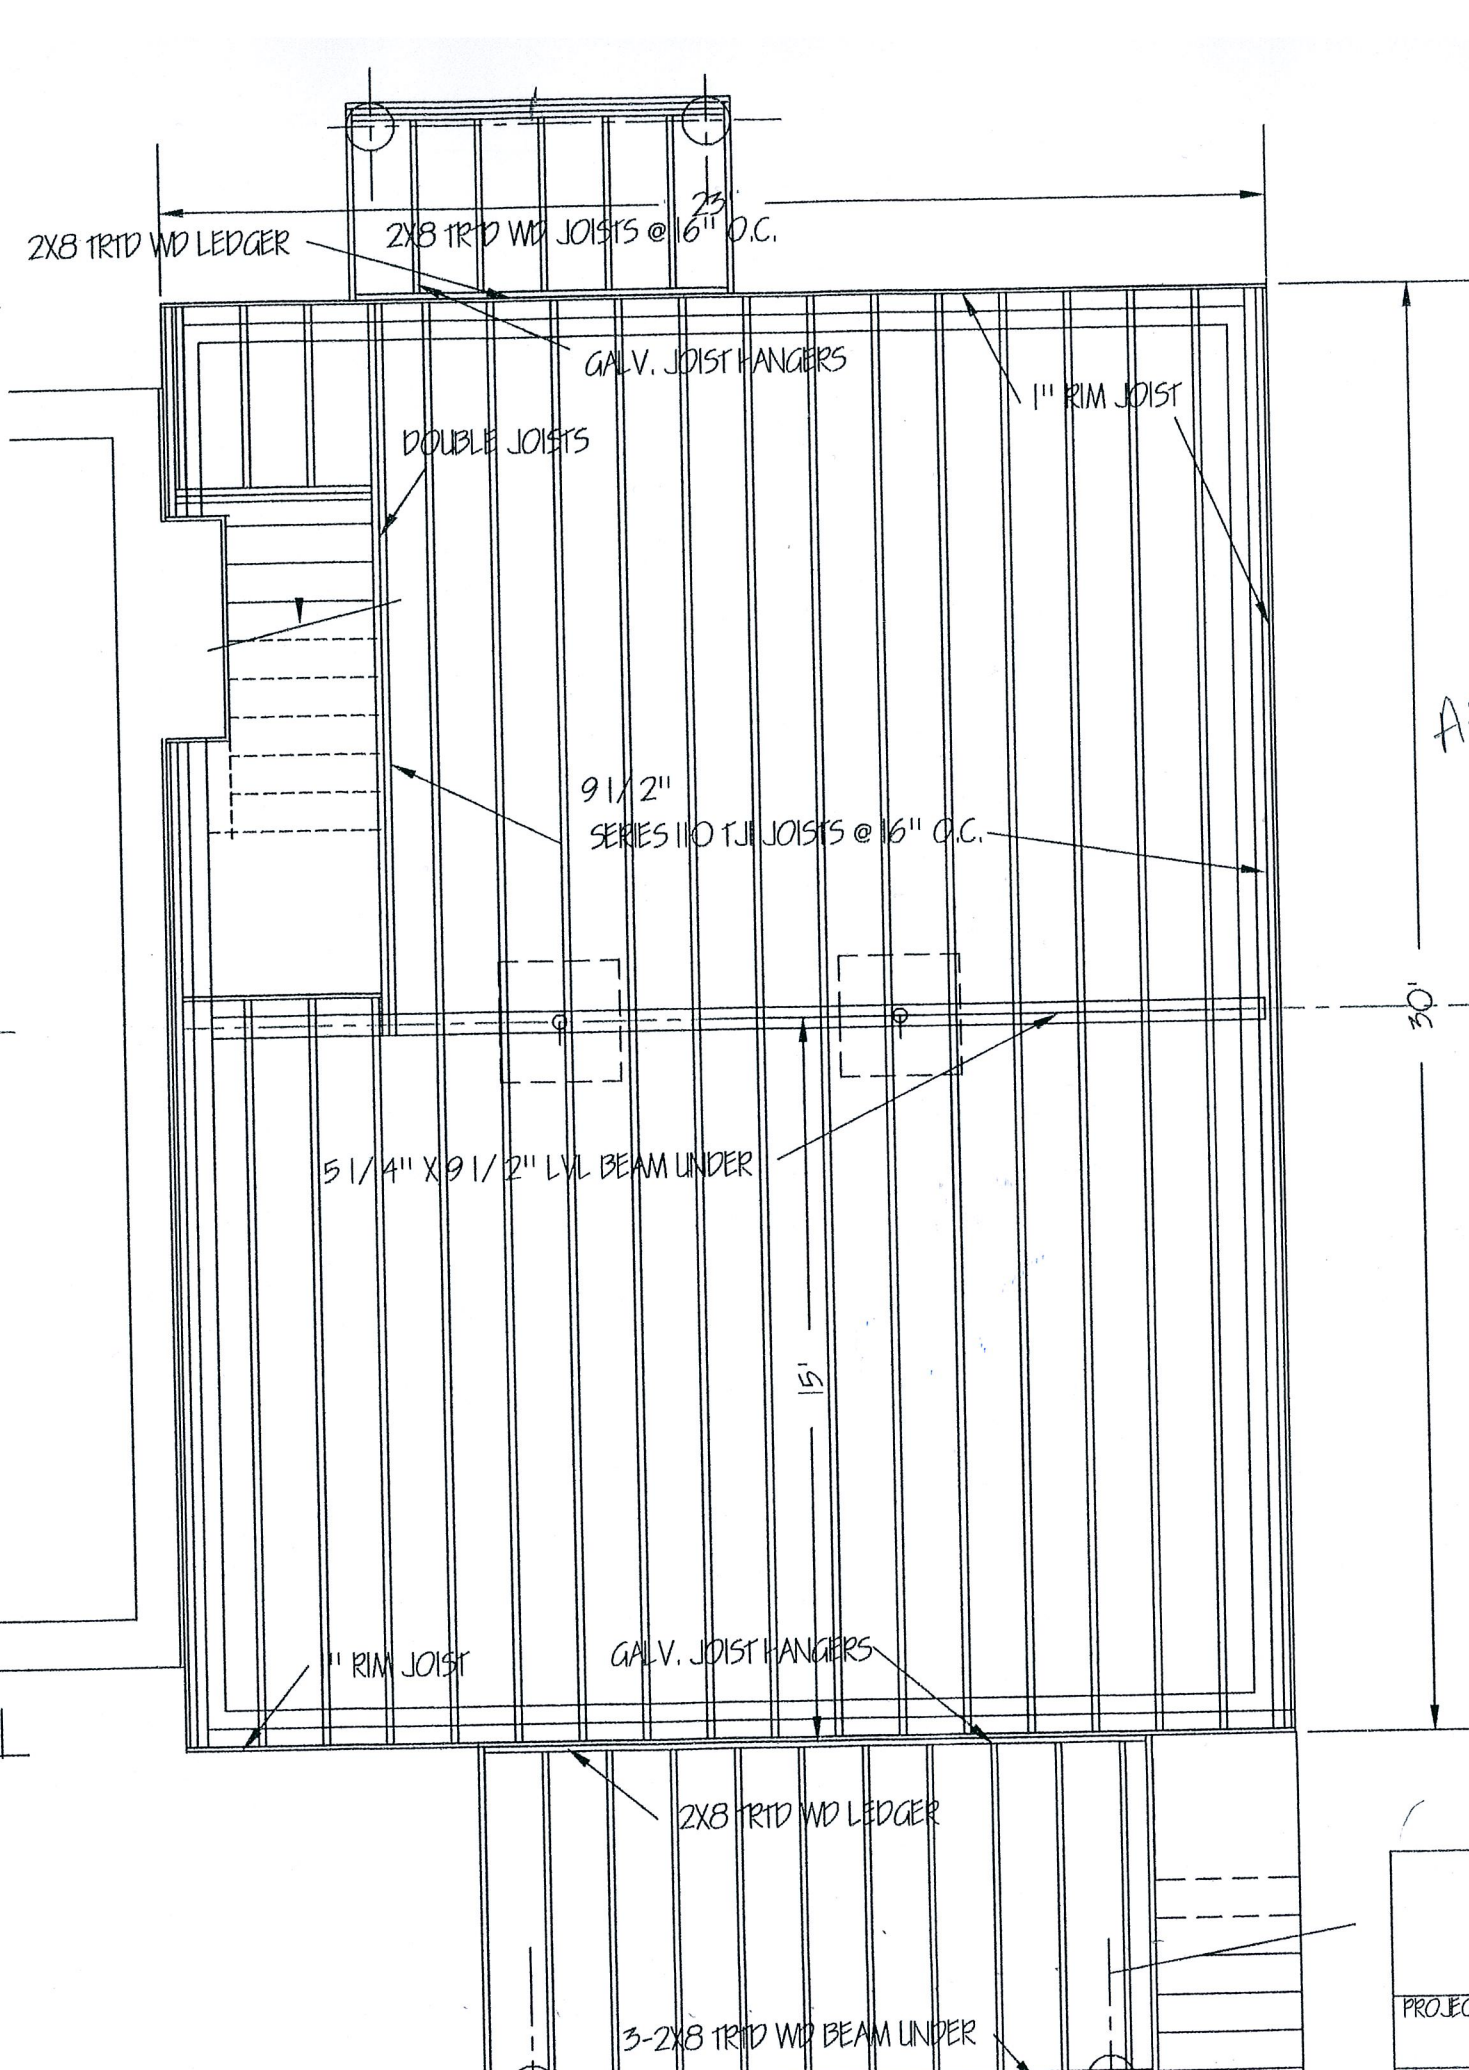 23'
2X8 TRTD WD LEDGER
2X8 TRTD WD JOISTS @ 16" O.C.
GALV. JOIST HANGERS
1" RIM JOIST
DOUBLE JOISTS
9 1/2"
SERIES 110 TJI JOISTS @ 16" O.C.
30'
5 1/4" X 9 1/2" LVL BEAM UNDER
15'
1" RIM JOIST
GALV. JOIST HANGERS
2X8 TRTD WD LEDGER
3-2X8 TRTD WD BEAM UNDER